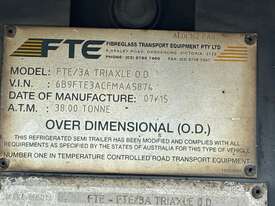 FTE
FIBREGLASS TRANSPORT EQUIPMENT PTY LTD
MODEL: FTE/3A TRIAXLE O.D.
V.I.N. 6B9FTE3ACFMAASB74
DATE OF MANUFACTURE: 07/15
A.T.M. 38.00 TONNE
OVER DIMENSIONAL (O.D.)
THIS REFRIGERATED SEMI TRAILER HAS BEEN MODIFIED AND COMPLIES WITH ALL
REQUIREMENTS AS SPECIFIED BY THE STATES OF AUSTRALIA FOR THIS TYPE OF VEHICLE
NUMBER ONE IN TEMPERATURE CONTROLLED ROAD TRANSPORT EQUIPMENT
FTE/3A- TRIAXLE OD